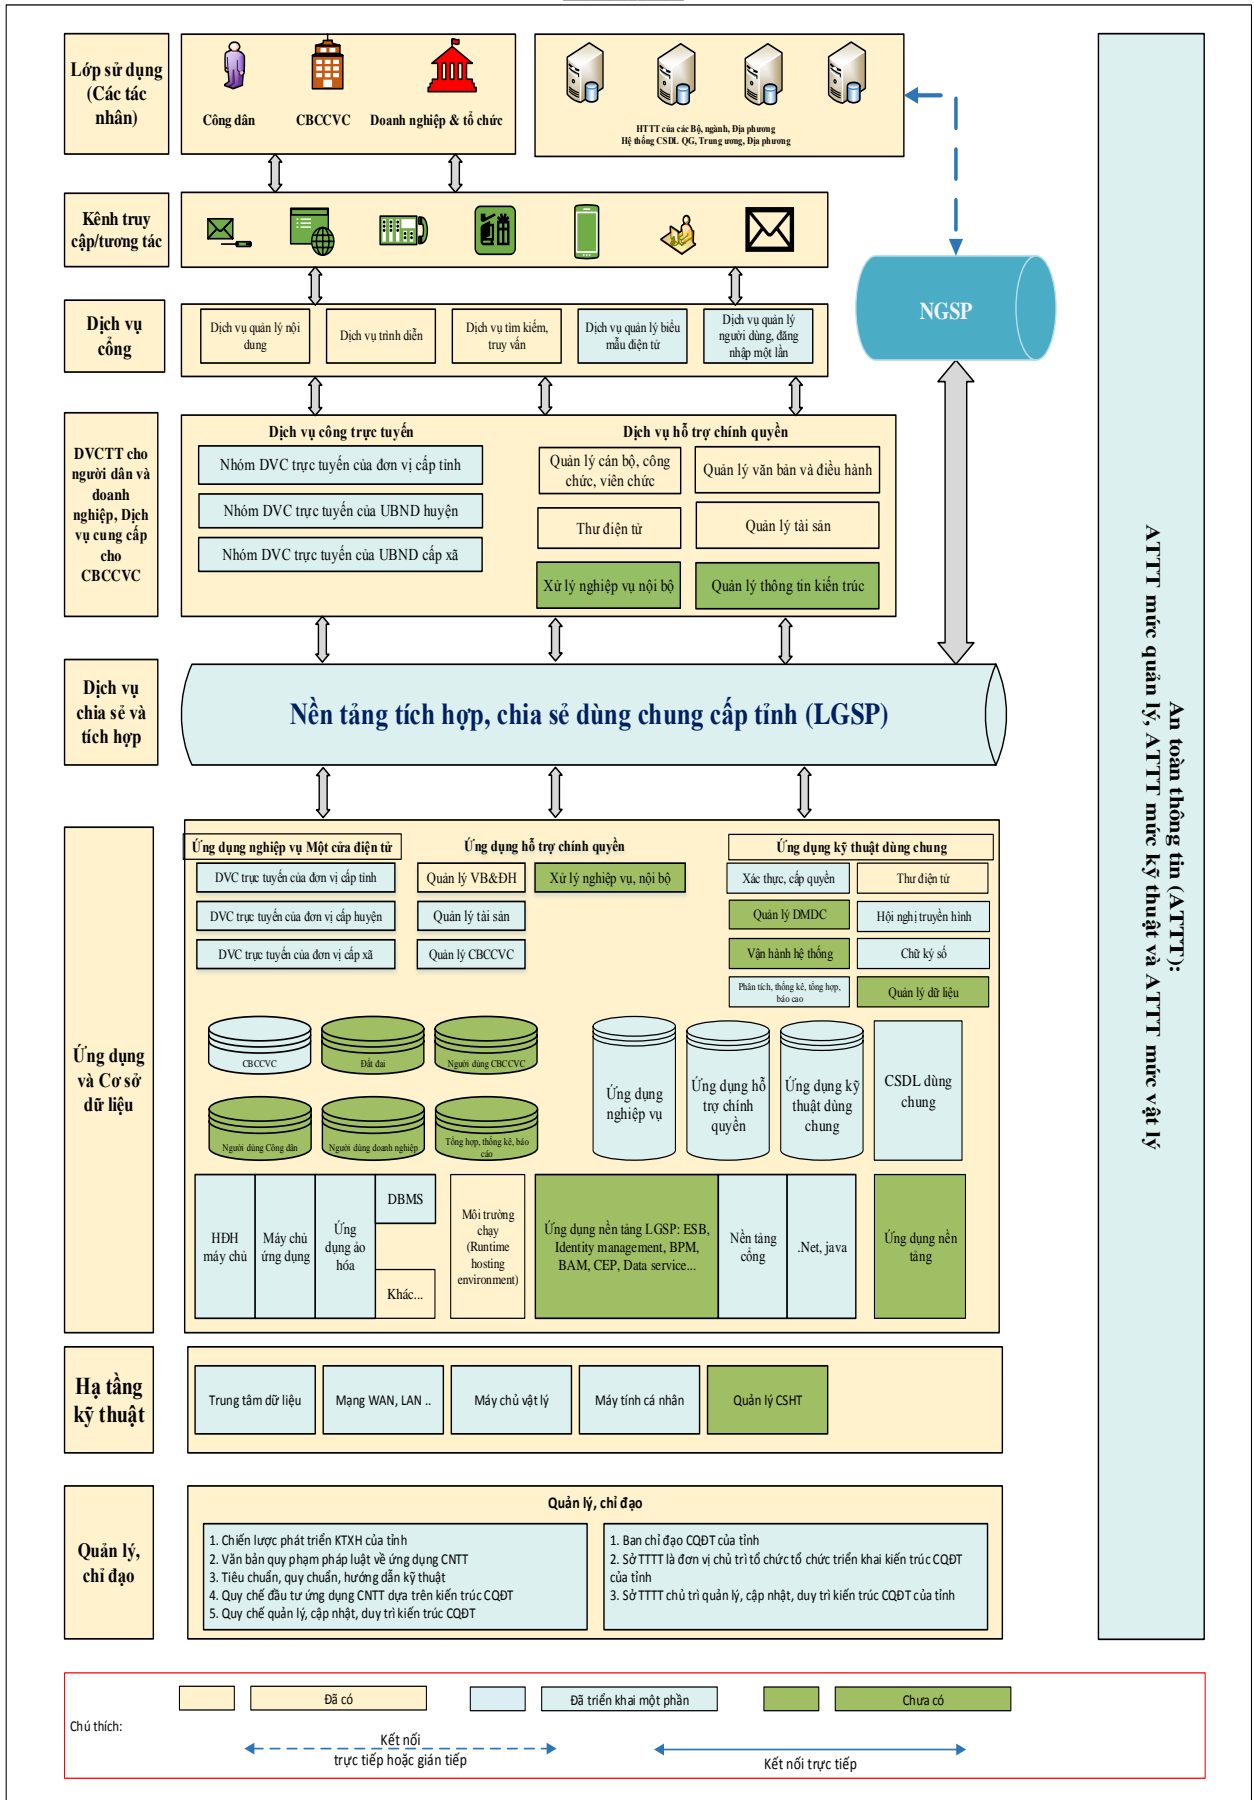 Lớp sử dụng
(Các tác
nhân)
Công dân
CBCCVC
Doanh nghiệp & tổ chức
HTTT của các Bộ, ngành, Địa phương
Hệ thống CSDL QG, Trung ương, Địa phương
Kênh truy
cập/tương tác
NGSP
Dịch vụ
cổng
Dịch vụ quản lý nội
dung
Dịch vụ trình diễn
Dịch vụ tìm kiếm,
truy vấn
Dịch vụ quản lý biểu
mẫu điện tử
Dịch vụ quản lý
người dùng, đăng
nhập một lần
DVCTT cho
người dân và
doanh
nghiệp, Dịch
vụ cung cấp
cho
CBCCVC
Dịch vụ công trực tuyến
Nhóm DVC trực tuyến của đơn vị cấp tỉnh
Nhóm DVC trực tuyến của UBND huyện
Nhóm DVC trực tuyến của UBND cấp xã
Dịch vụ hỗ trợ chính quyền
Quản lý cán bộ, công
chức, viên chức
Quản lý văn bản và điều hành
Thư điện tử
Quản lý tài sản
Xử lý nghiệp vụ nội bộ
Quản lý thông tin kiến trúc
Dịch vụ
chia sẻ và
tích hợp
Nền tảng tích hợp, chia sẻ dùng chung cấp tỉnh (LGSP)
Ứng dụng
và Cơ sở
dữ liệu
Ứng dụng nghiệp vụ Một cửa điện tử
DVC trực tuyến của đơn vị cấp tỉnh
DVC trực tuyến của đơn vị cấp huyện
DVC trực tuyến của đơn vị cấp xã
Ứng dụng hỗ trợ chính quyền
Quản lý VB&ĐH
Xử lý nghiệp vụ, nội bộ
Quản lý tài sản
Quản lý CBCCVC
Ứng dụng kỹ thuật dùng chung
Xác thực, cấp quyền
Thư điện tử
Quản lý DMDC
Hội nghị truyền hình
Vận hành hệ thống
Chữ ký số
Phân tích, thống kê, tổng hợp,
báo cao
Quản lý dữ liệu
CBCCVC
Đất đai
Người dùng CBCCVC
Người dùng Công dân
Người dùng doanh nghiệp
Tổng hợp, thống kê, báo
cáo
Ứng dụng
nghiệp vụ
Ứng dụng hỗ
trợ chính
quyền
Ứng dụng kỹ
thuật dùng
chung
CSDL dùng
chung
HĐH
máy chủ
Máy chủ
ứng dụng
Ứng
dụng ảo
hóa
DBMS
Khác...
Môi trường
chạy
(Runtime
hosting
environment)
Ứng dụng nền tảng LGSP: ESB,
Identity management, BPM,
BAM, CEP, Data service...
Nền tảng
cổng
.Net, java
Ứng dụng nền
tảng
Hạ tầng
kỹ thuật
Trung tâm dữ liệu
Mạng WAN, LAN ..
Máy chủ vật lý
Máy tính cá nhân
Quản lý CSHT
Quản lý,
chỉ đạo
Quản lý, chỉ đạo
1. Chiến lược phát triển KTXH của tỉnh
2. Văn bản quy phạm pháp luật về ứng dụng CNTT
3. Tiêu chuẩn, quy chuẩn, hướng dẫn kỹ thuật
4. Quy chế đầu tư ứng dụng CNTT dựa trên kiến trúc CQĐT
5. Quy chế quản lý, cập nhật, duy trì kiến trúc CQĐT
1. Ban chỉ đạo CQĐT của tỉnh
2. Sở TTTT là đơn vị chủ trì tổ chức tổ chức triển khai kiến trúc CQĐT
của tỉnh
3. Sở TTTT chủ trì quản lý, cập nhật, duy trì kiến trúc CQĐT của tỉnh
An toàn thông tin (ATTT):
ATTT mức quản lý, ATTT mức kỹ thuật và ATTT mức vật lý
Chú thích:
Đã có
Đã triển khai một phần
Chưa có
Kết nối
trực tiếp hoặc gián tiếp
Kết nối trực tiếp